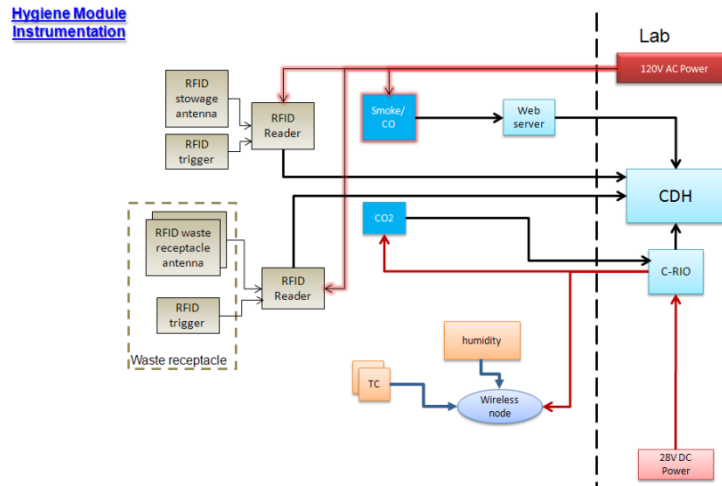 Hygiene Module
Instrumentation
Lab
120V AC Power
RFID
stowage
antenna
RFID
Reader
RFID
trigger
Smoke/
CO
Web
server
CDH
RFID waste
receptacle
antenna
CO2
C-RIO
RFID
Reader
RFID
trigger
Waste receptacle
humidity
TC
Wireless
node
28V DC
Power